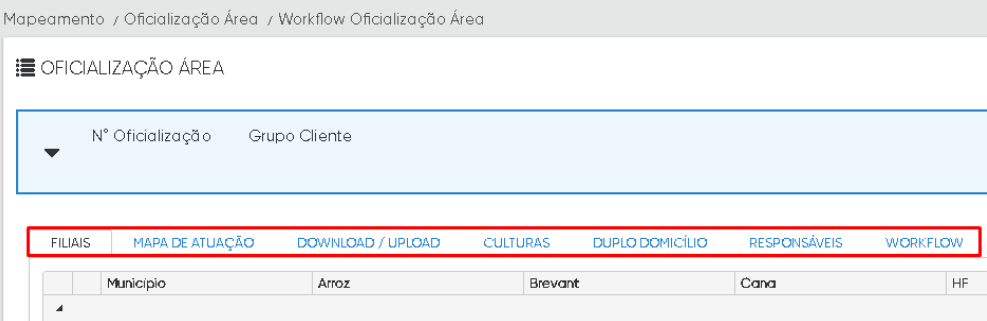 Mapeamento / Oficialização Área / Workflow Oficialização Área
OFICIALIZAÇÃO ÁREA
N° Oficialização Grupo Cliente
FILIAIS MAPA DE ATUAÇÃO DOWNLOAD / UPLOAD CULTURAS DUPLO DOMICÍLIO RESPONSÁVEIS WORKFLOW
Município Arroz Brevant Cana HF